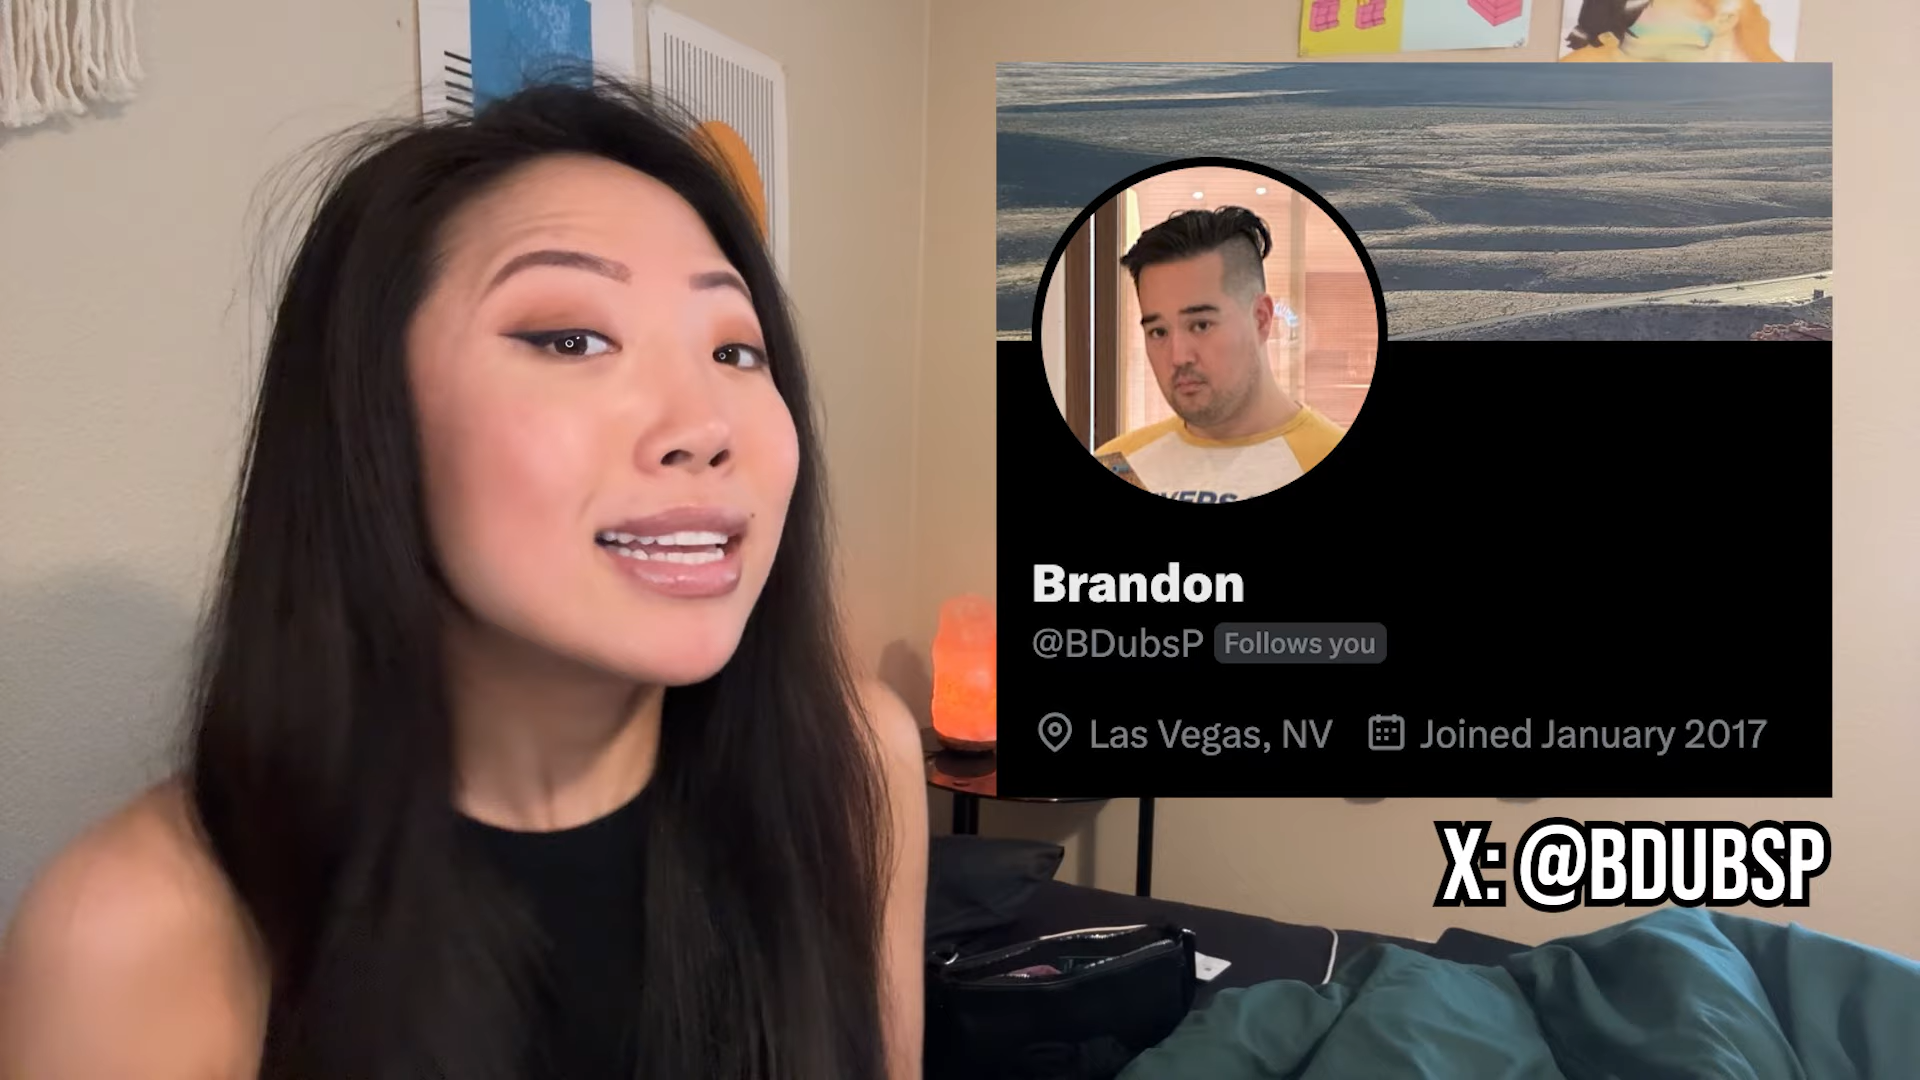 Brandon
@BDubsP Follows you
Las Vegas, NV Joined January 2017
X: @BDUBSP